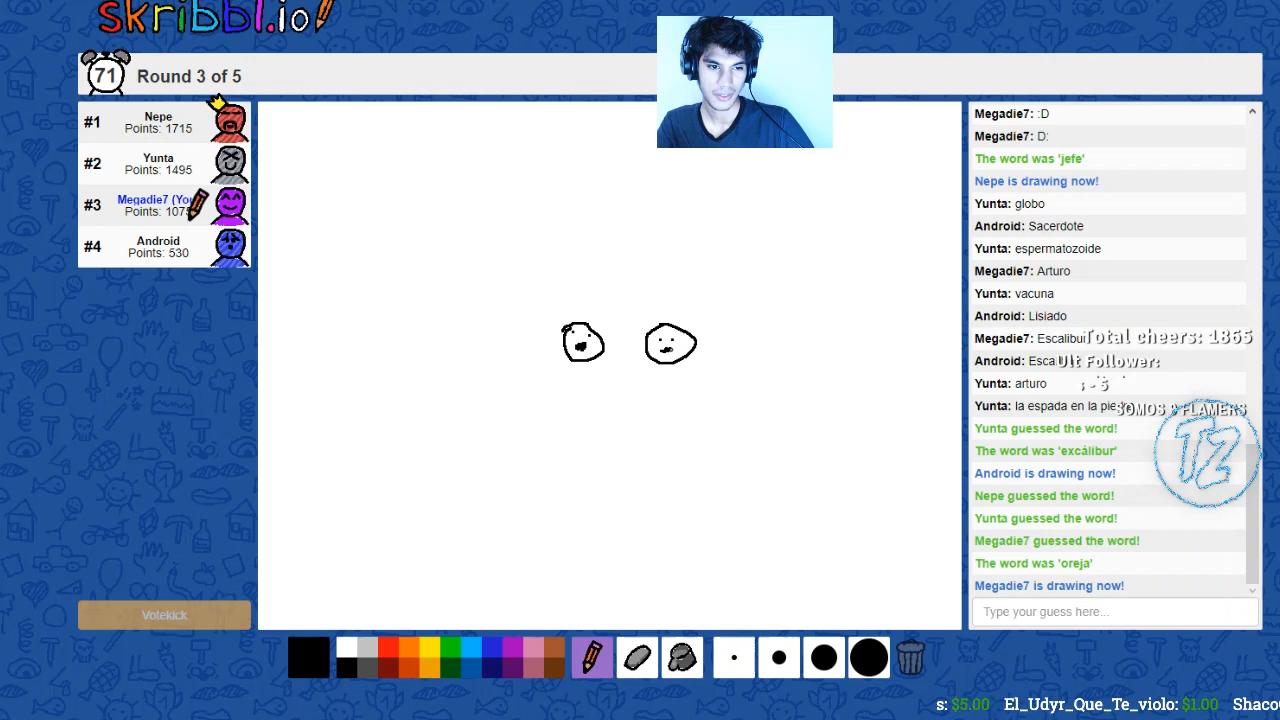 skribbl.io
71
Round 3 of 5
#1
Nepe
Points: 1715
#2
Yunta
Points: 1495
#3
Megadie7 (You
Points: 1075
#4
Android
Points: 530
Votekick
Megadie7: :D
Megadie7: D:
The word was 'jefe'
Nepe is drawing now!
Yunta: globo
Android: Sacerdote
Yunta: espermatozoide
Megadie7: Arturo
Yunta: vacuna
Android: Lisiado
Megadie7: Escalibur
Total cheers: 1865
Android: Esca
Ult Follower:
Yunta: arturo
- 5
Yunta: la espada en la
SOMOS 8 FLAMERS
Yunta guessed the word!
The word was 'excálibur'
Android is drawing now!
Nepe guessed the word!
Yunta guessed the word!
Megadie7 guessed the word!
The word was 'oreja'
Megadie7 is drawing now!
TZ
Type your guess here...
s: $5.00 El_Udyr_Que_Te_violo: $1.00 Shaco